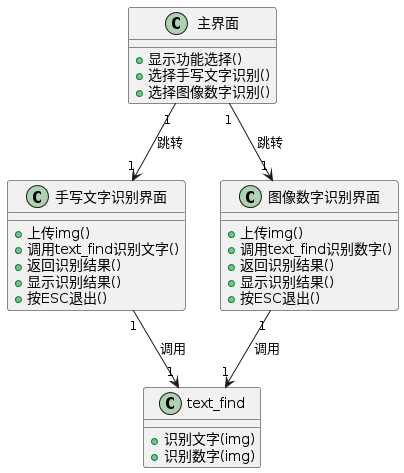 C 主界面
显示功能选择()
选择手写文字识别()
选择图像数字识别()
1 1
跳转 跳转
1 1
C 手写文字识别界面
上传img()
调用text_find识别文字()
返回识别结果()
显示识别结果()
按ESC退出()
C 图像数字识别界面
上传img()
调用text_find识别数字()
返回识别结果()
显示识别结果()
按ESC退出()
1 1
调用 调用
1 1
C text_find
识别文字(img)
识别数字(img)